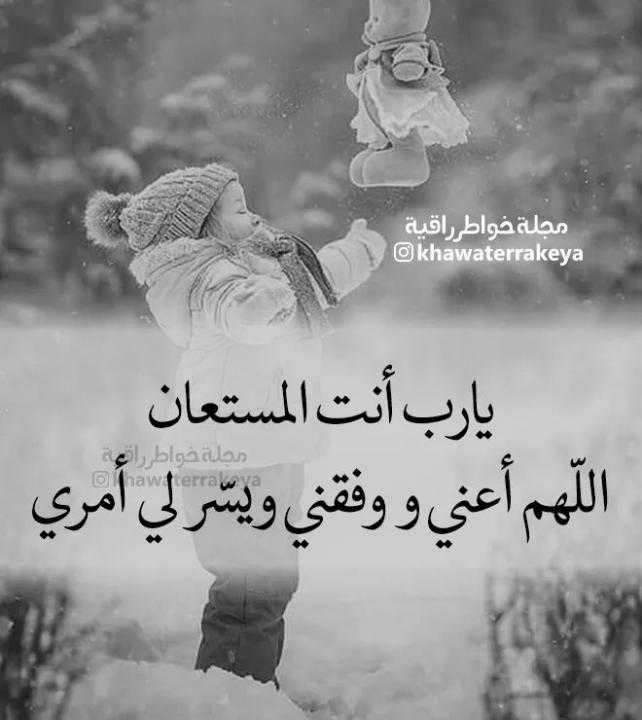 مجلة خواطر راقية
khawaterrakeya
يارب أنت المستعان
مجلة خواطر راقية
khawaterrakeya
اللّهم أعني و وفقني ويسّر لي أمري